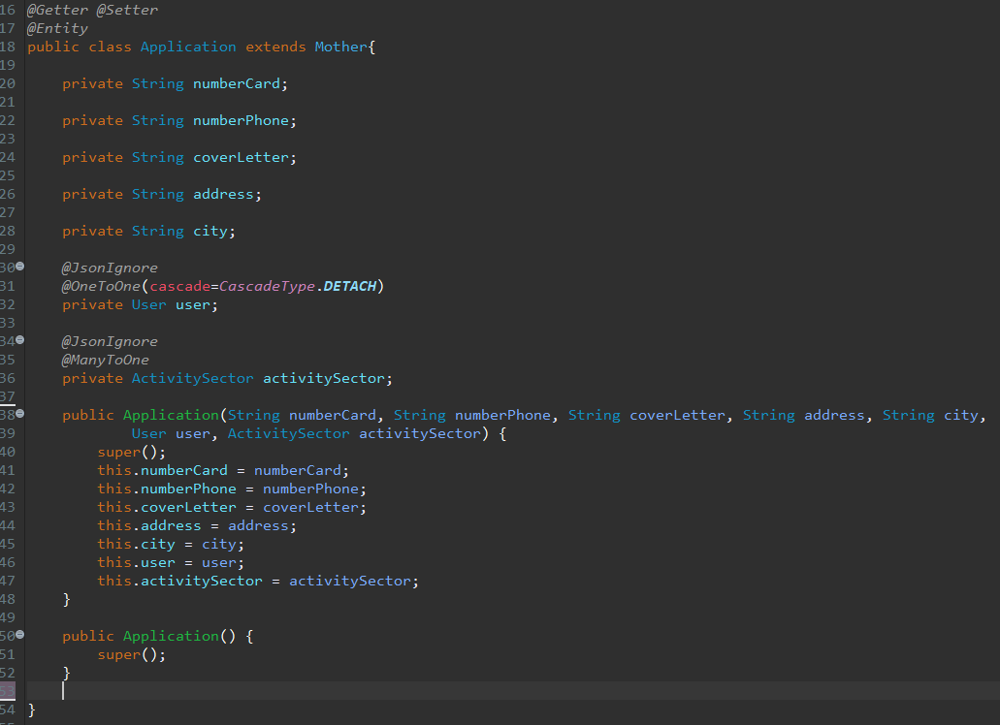 16 @Getter @Setter
17 @Entity
18 public class Application extends Mother{
19
20     private String numberCard;
21
22     private String numberPhone;
23
24     private String coverLetter;
25
26     private String address;
27
28     private String city;
29
30     @JsonIgnore
31     @OneToOne(cascade=CascadeType.DETACH)
32     private User user;
33
34     @JsonIgnore
35     @ManyToOne
36     private ActivitySector activitySector;
37
38     public Application(String numberCard, String numberPhone, String coverLetter, String address, String city,
39             User user, ActivitySector activitySector) {
40         super();
41         this.numberCard = numberCard;
42         this.numberPhone = numberPhone;
43         this.coverLetter = coverLetter;
44         this.address = address;
45         this.city = city;
46         this.user = user;
47         this.activitySector = activitySector;
48     }
49
50     public Application() {
51         super();
52     }
53
54 }